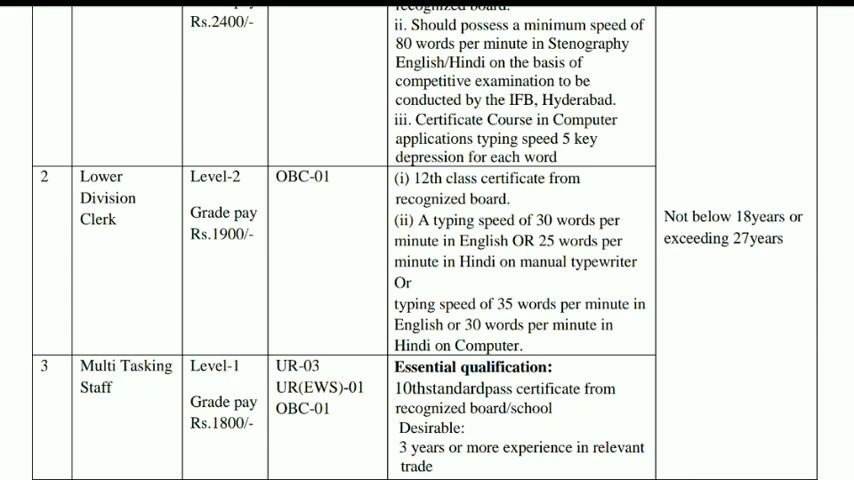 Rs.2400/-
recognized board.
ii. Should possess a minimum speed of
80 words per minute in Stenography
English/Hindi on the basis of
competitive examination to be
conducted by the IFB, Hyderabad.
iii. Certificate Course in Computer
applications typing speed 5 key
depression for each word
2
Lower
Division
Clerk
Level-2
Grade pay
Rs.1900/-
OBC-01
(i) 12th class certificate from
recognized board.
(ii) A typing speed of 30 words per
minute in English OR 25 words per
minute in Hindi on manual typewriter
Or
typing speed of 35 words per minute in
English or 30 words per minute in
Hindi on Computer.
Not below 18years or
exceeding 27years
3
Multi Tasking
Staff
Level-1
Grade pay
Rs.1800/-
UR-03
UR(EWS)-01
OBC-01
Essential qualification:
10thstandardpass certificate from
recognized board/school
Desirable:
3 years or more experience in relevant
trade